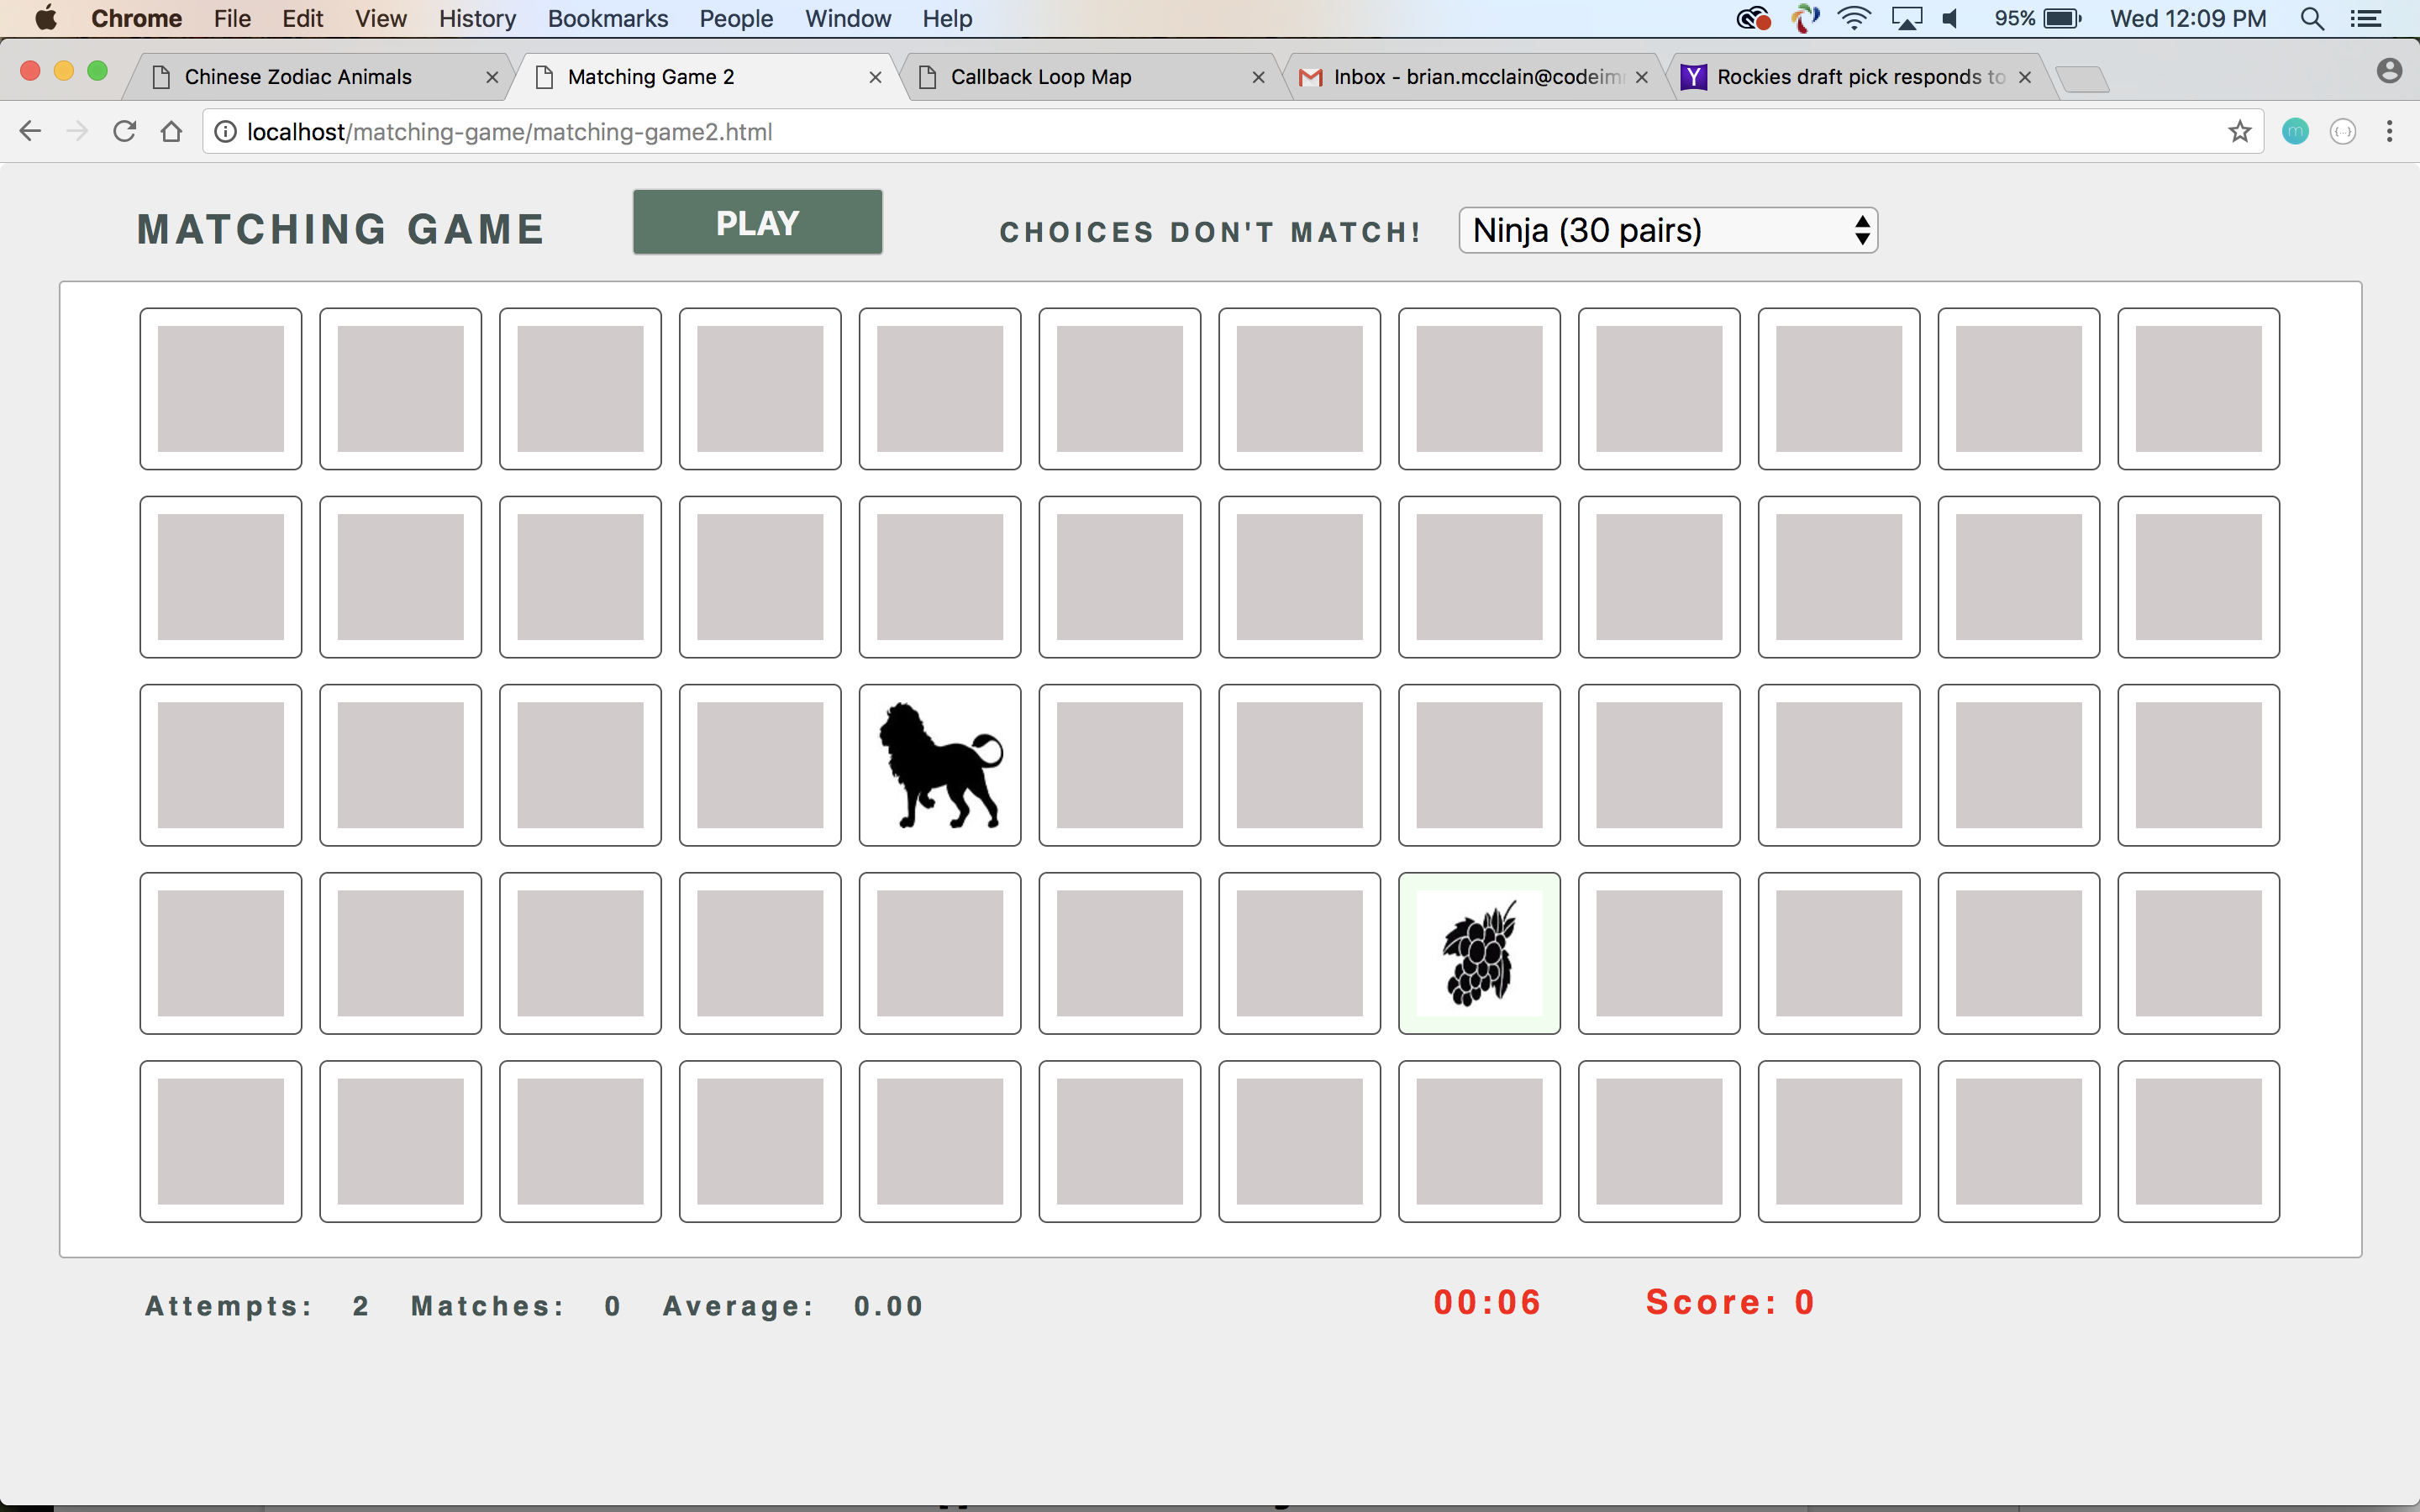 Chrome File Edit View History Bookmarks People Window Help 95% Wed 12:09 PM
Chinese Zodiac Animals Matching Game 2 Callback Loop Map Inbox - brian.mcclain@codeim Rockies draft pick responds to
localhost/matching-game/matching-game2.html
MATCHING GAME PLAY CHOICES DON'T MATCH! Ninja (30 pairs)
Attempts: 2 Matches: 0 Average: 0.00 00:06 Score: 0